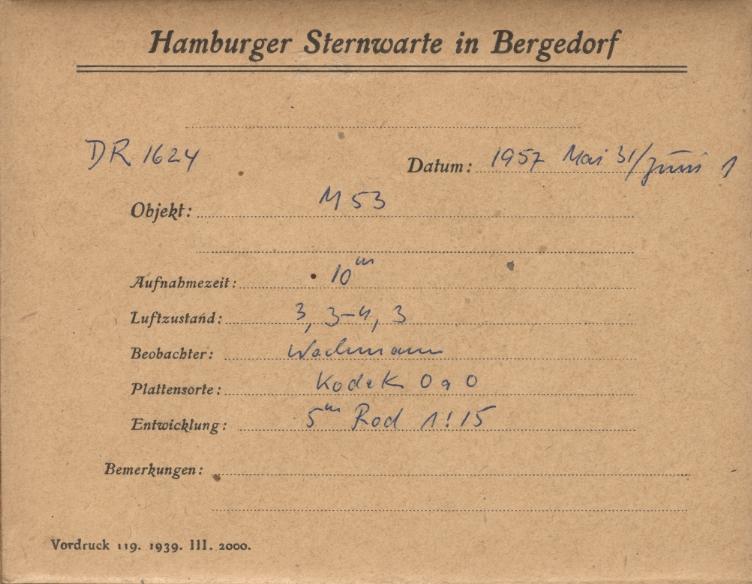 Hamburger Sternwarte in Bergedorf
DR 1624
Datum: 1957 Mai 31/Juni 1
Objekt: M 53
Aufnahmezeit: 10ᵐ
Luftzustand: 3, 3-4, 3
Beobachter: Wachmann
Plattensorte: Kodak OaO
Entwicklung: 5ᵐ Rod 1:15
Bemerkungen:
Vordruck 119. 1939. III. 2000.